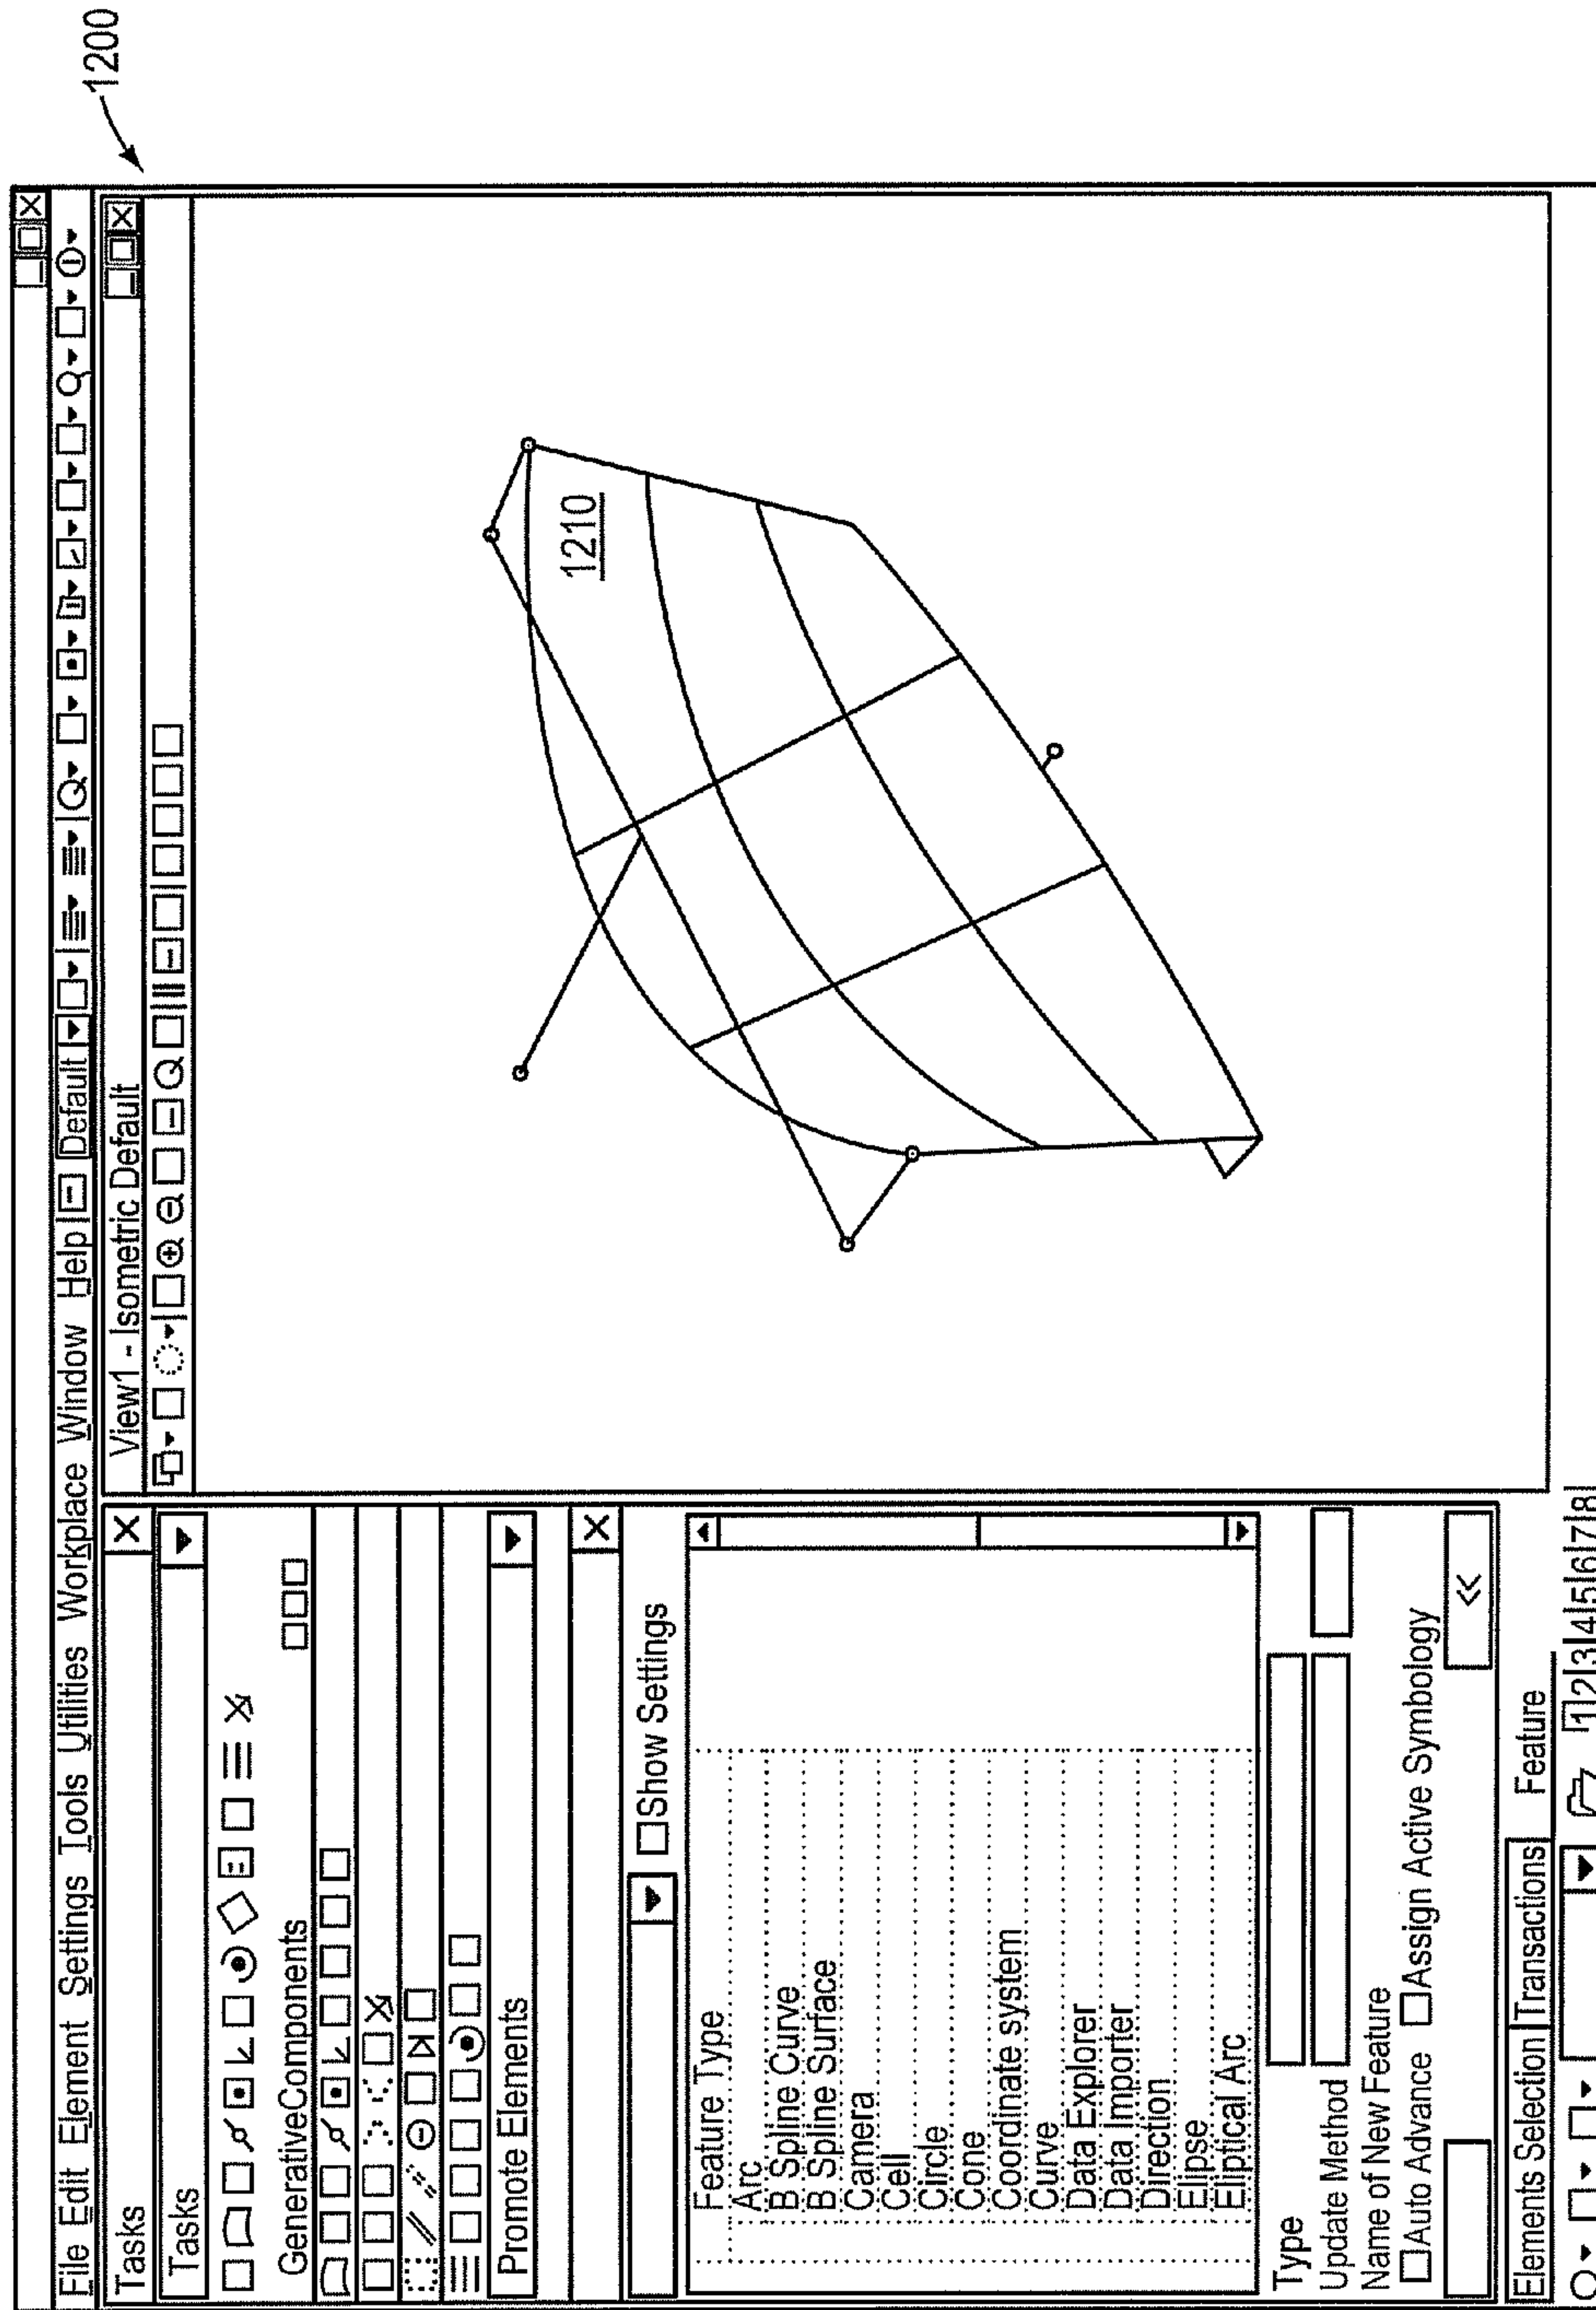 1200
File Edit Element Settings Tools Utilities Workplace Window Help Default
Tasks
Tasks
GenerativeComponents
Promote Elements
Show Settings
Feature Type
Arc
B Spline Curve
B Spline Surface
Camera
Cell
Circle
Cone
Coordinate system
Curve
Data Explorer
Data Importer
Direction
Elipse
Eliptical Arc
Type
Update Method
Name of New Feature
Auto Advance Assign Active Symbology
<<
Elements Selection Transactions Feature
1 2 3 4 5 6 7 8
View1 - Isometric Default
1210